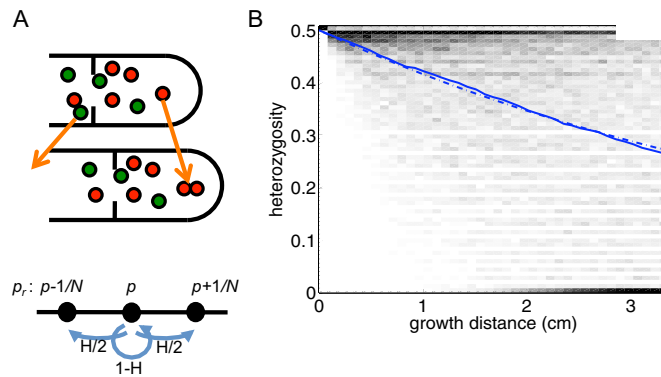 A
p_r: p-1/N p p+1/N
H/2 H/2
1-H
B
0.5
0.4
0.3
0.2
0.1
0
heterozygosity
0 1 2 3
growth distance (cm)